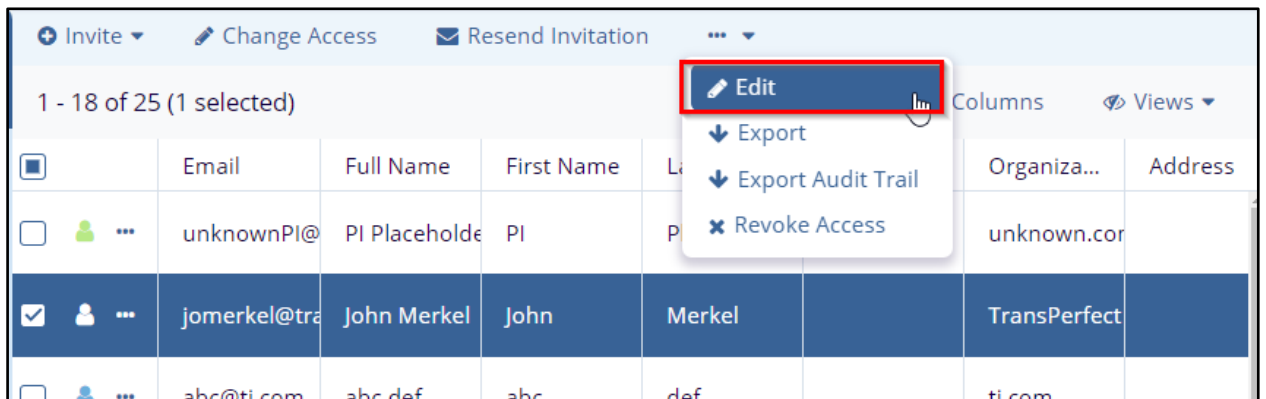 Invite Change Access Resend Invitation ...
1 - 18 of 25 (1 selected) Columns Views
Edit
Export
Export Audit Trail
Revoke Access
Email Full Name First Name Organiza... Address
unknownPI@ PI Placeholde PI unknown.cor
jomerkel@tra John Merkel John Merkel TransPerfect
abc@ti.com abc def abc def ti.com